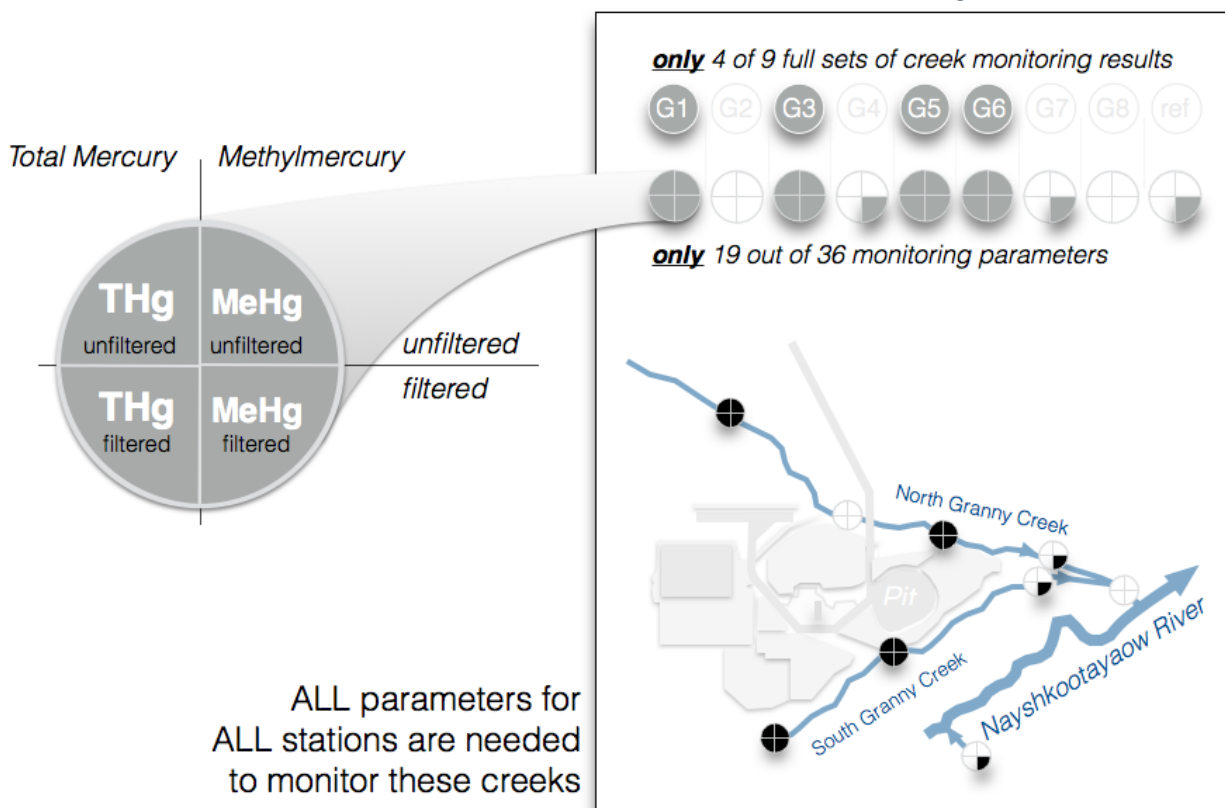 only 4 of 9 full sets of creek monitoring results
G1 G2 G3 G4 G5 G6 G7 G8 ref
Total Mercury Methylmercury
only 19 out of 36 monitoring parameters
THg MeHg
unfiltered unfiltered
unfiltered
filtered
THg MeHg
filtered filtered
North Granny Creek
Pit
South Granny Creek
Nayshkootayaow River
ALL parameters for
ALL stations are needed
to monitor these creeks